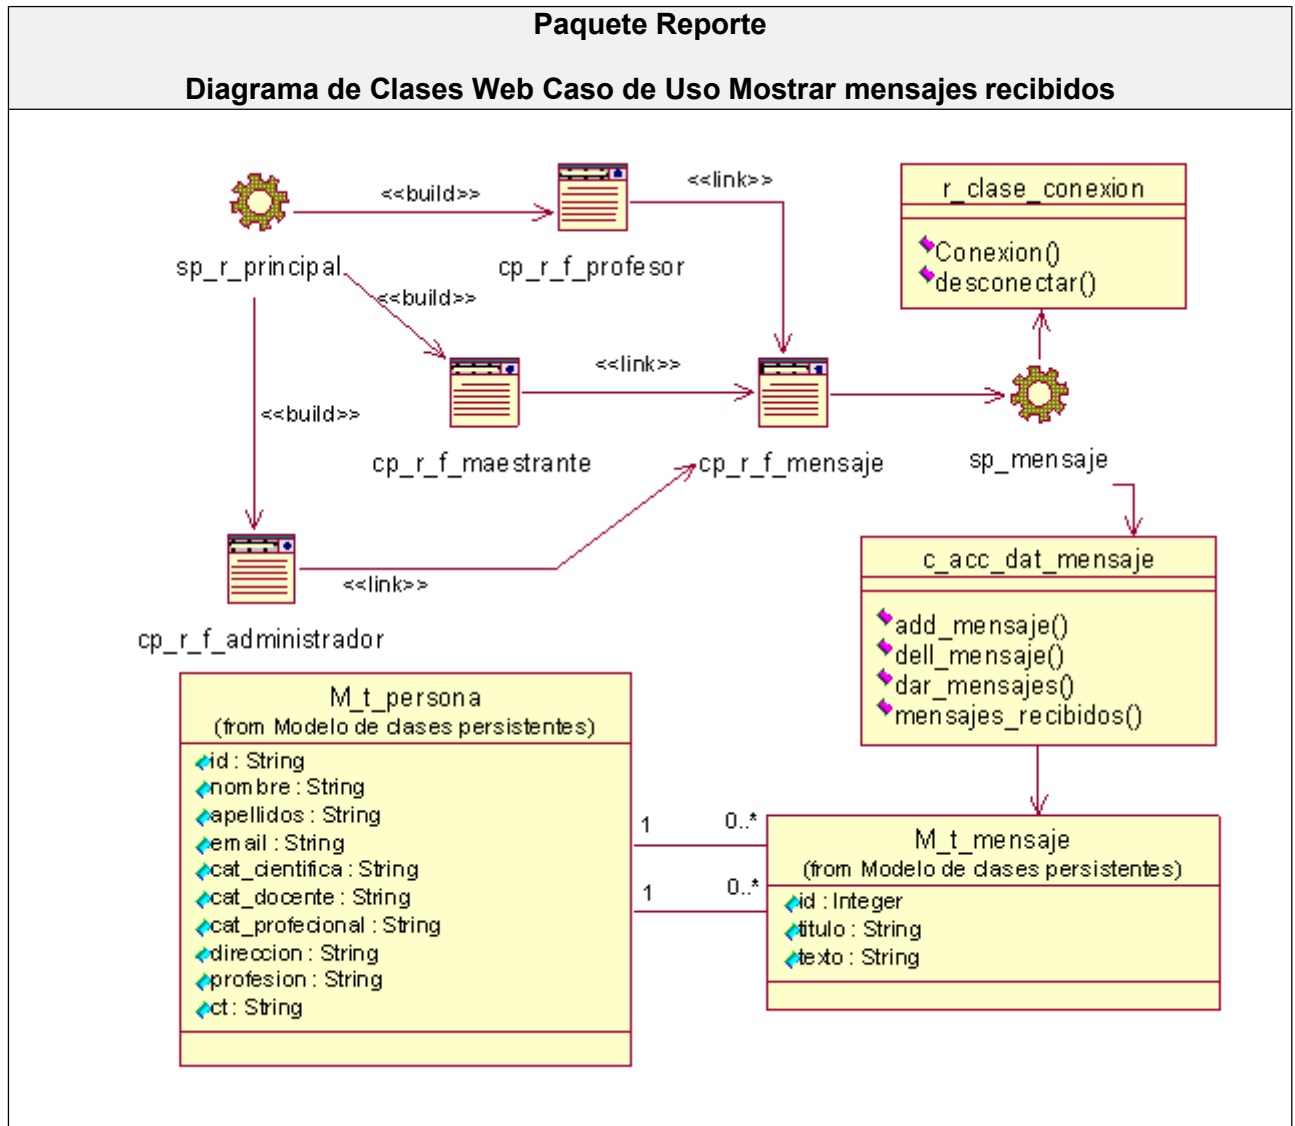 Paquete Reporte
Diagrama de Clases Web Caso de Uso Mostrar mensajes recibidos
<<build>>
<<link>>
r_clase_conexion
Conexion()
desconectar()
sp_r_principal
cp_r_f_profesor
<<build>>
<<link>>
<<build>>
cp_r_f_maestrante
cp_r_f_mensaje
sp_mensaje
<<link>>
cp_r_f_administrador
c_acc_dat_mensaje
add_mensaje()
dell_mensaje()
dar_mensajes()
mensajes_recibidos()
M_t_persona
(from Modelo de clases persistentes)
id : String
nombre : String
apellidos : String
email : String
cat_cientifica : String
cat_docente : String
cat_profecional : String
direccion : String
profesion : String
ct : String
1
0..*
1
0..*
M_t_mensaje
(from Modelo de clases persistentes)
id : Integer
titulo : String
texto : String